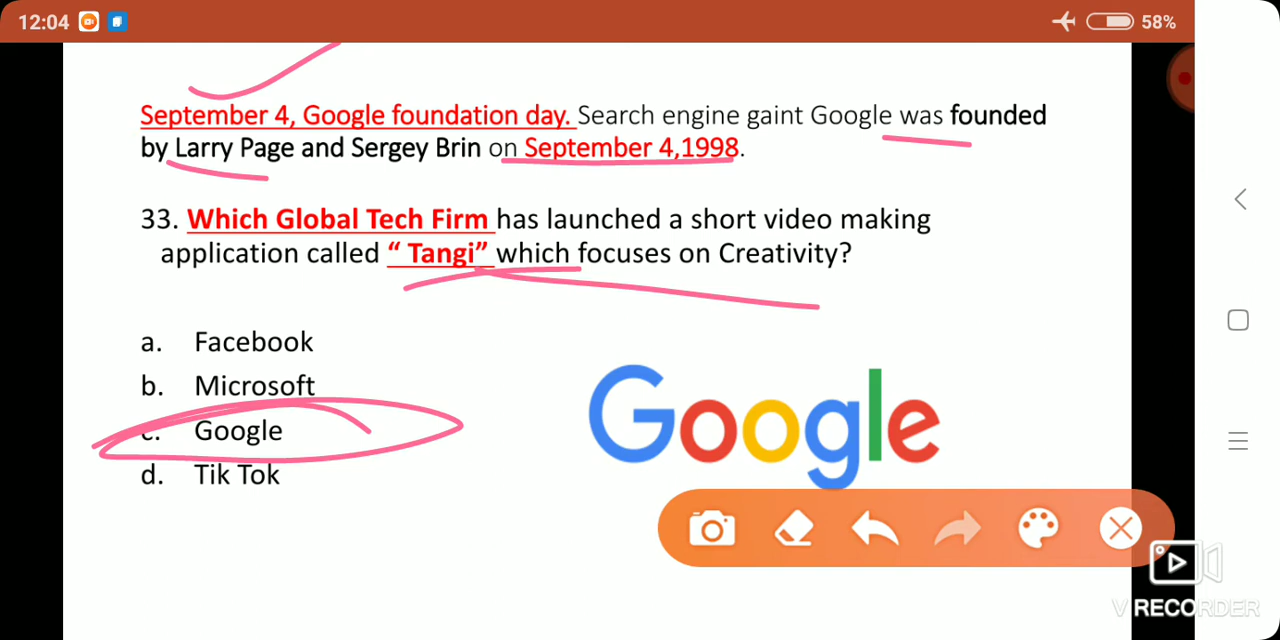 12:04
58%
September 4, Google foundation day. Search engine gaint Google was founded
by Larry Page and Sergey Brin on September 4,1998.
33. Which Global Tech Firm has launched a short video making
application called “ Tangi” which focuses on Creativity?
a. Facebook
b. Microsoft
c. Google
d. Tik Tok
Google
V RECORDER